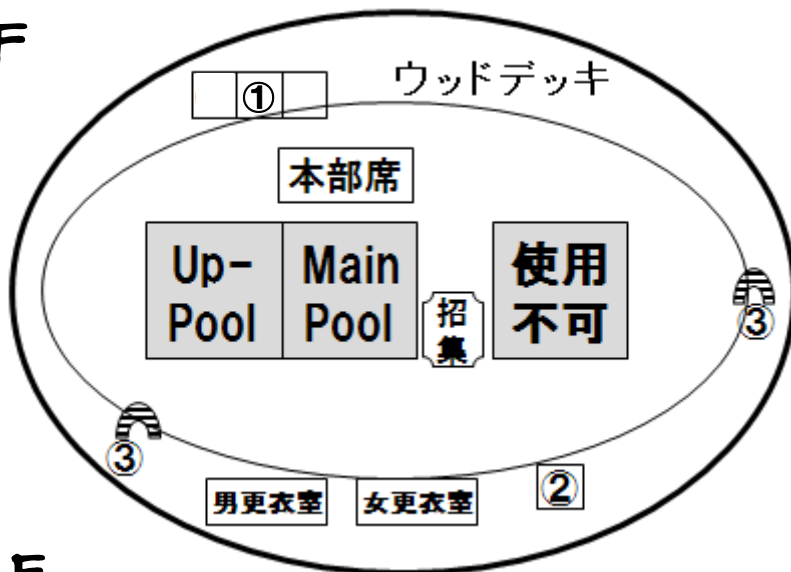 F
ウッドデッキ
①
本部席
Up-
Pool
Main
Pool
招
集
使用
不可
③
③
②
男更衣室
女更衣室
F